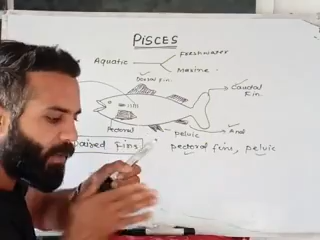 PISCES
Freshwater
Aquatic
Marine.
Dorsal fin.
Caudal
Fin.
Pectoral
pelvic
Anal
Paired fins
pectoral fins, pelvic